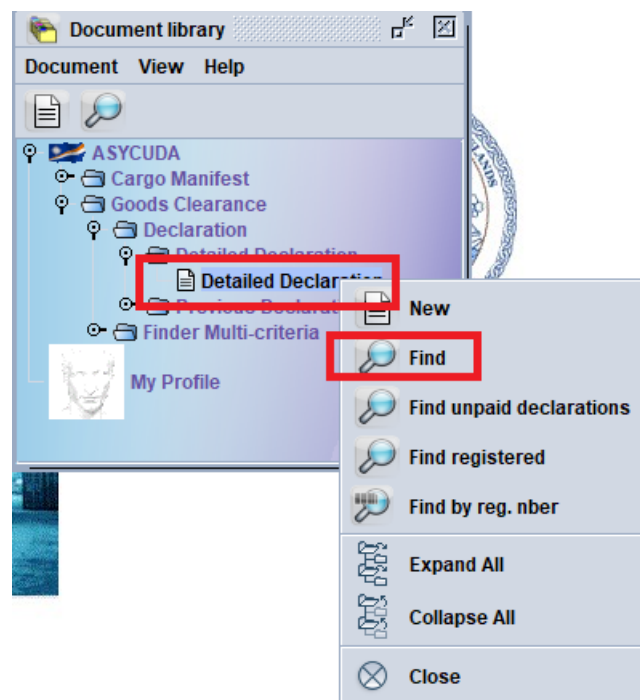 Document library
Document View Help
ASYCUDA
Cargo Manifest
Goods Clearance
Declaration
Detailed Declaration
Detailed Declaration
Finder Multi-criteria
My Profile
New
Find
Find unpaid declarations
Find registered
Find by reg. nber
Expand All
Collapse All
Close